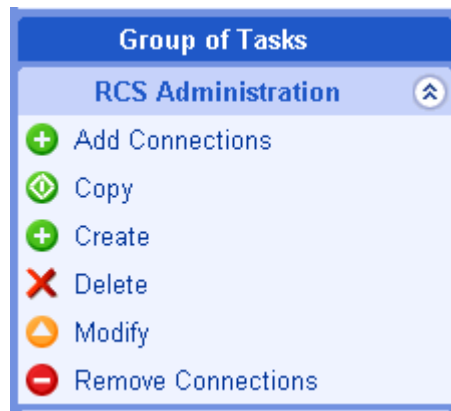 Group of Tasks
RCS Administration
Add Connections
Copy
Create
Delete
Modify
Remove Connections